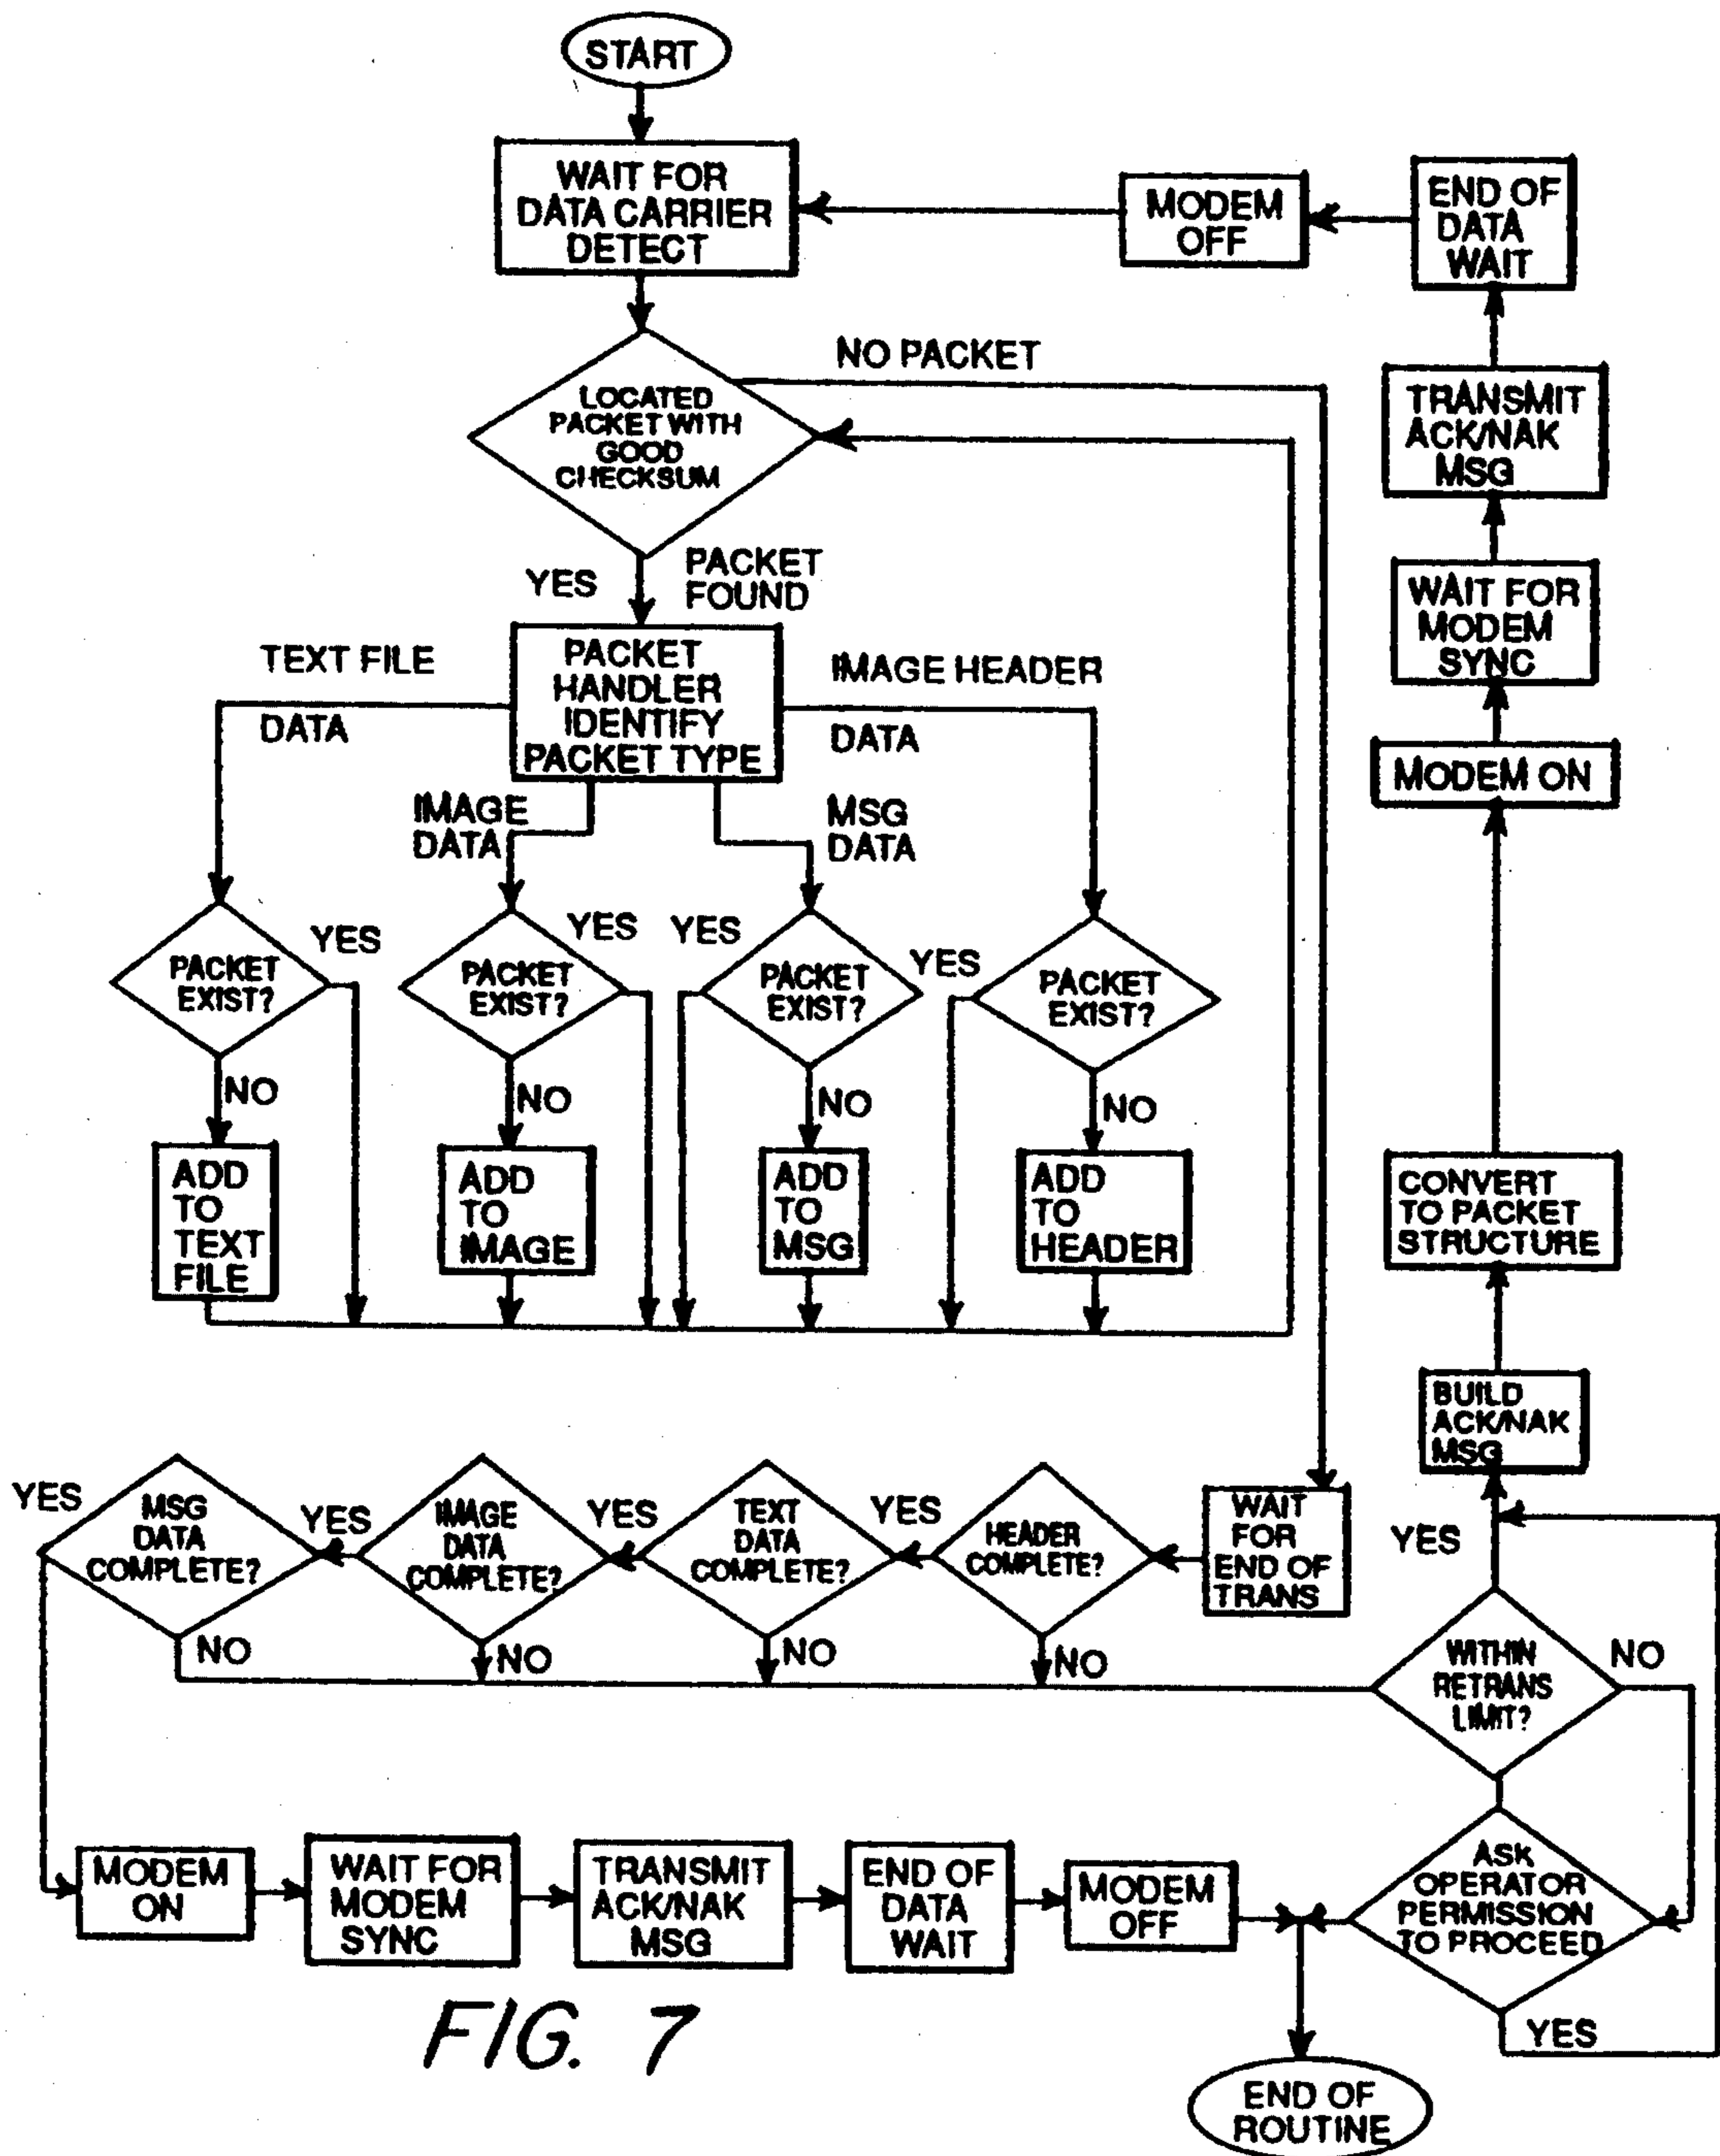 START
WAIT FOR
DATA CARRIER
DETECT
MODEM
OFF
END OF
DATA
WAIT
NO PACKET
LOCATED
PACKET WITH
GOOD
CHECKSUM
TRANSMIT
ACK/NAK
MSG
YES
PACKET
FOUND
WAIT FOR
MODEM
SYNC
TEXT FILE
DATA
PACKET
HANDLER
IDENTIFY
PACKET TYPE
IMAGE HEADER
DATA
MODEM ON
IMAGE
DATA
MSG
DATA
PACKET
EXIST?
YES
PACKET
EXIST?
YES
YES
PACKET
EXIST?
YES
PACKET
EXIST?
NO
NO
NO
NO
ADD
TO
TEXT
FILE
ADD
TO
IMAGE
ADD
TO
MSG
ADD
TO
HEADER
CONVERT
TO PACKET
STRUCTURE
BUILD
ACK/NAK
MSG
YES
MSG
DATA
COMPLETE?
YES
IMAGE
DATA
COMPLETE?
YES
TEXT
DATA
COMPLETE?
YES
HEADER
COMPLETE?
WAIT
FOR
END OF
TRANS
YES
NO
NO
NO
NO
WITHIN
RETRANS
LIMIT?
NO
MODEM
ON
WAIT FOR
MODEM
SYNC
TRANSMIT
ACK/NAK
MSG
END OF
DATA
WAIT
MODEM
OFF
ASK
OPERATOR
PERMISSION
TO PROCEED
YES
FIG. 7
END OF
ROUTINE